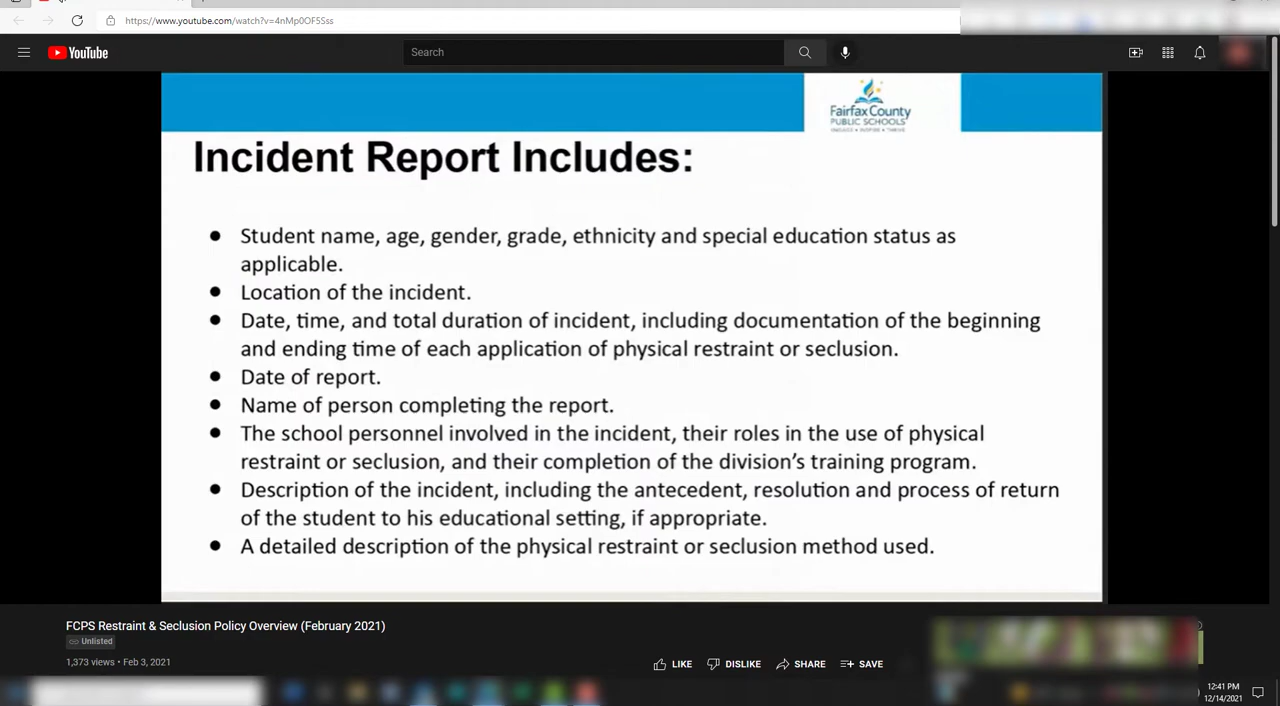 https://www.youtube.com/watch?v=4nMp0OF5Sss
YouTube
Search
Fairfax County
PUBLIC SCHOOLS
Incident Report Includes:
● Student name, age, gender, grade, ethnicity and special education status as
applicable.
● Location of the incident.
● Date, time, and total duration of incident, including documentation of the beginning
and ending time of each application of physical restraint or seclusion.
● Date of report.
● Name of person completing the report.
● The school personnel involved in the incident, their roles in the use of physical
restraint or seclusion, and their completion of the division's training program.
● Description of the incident, including the antecedent, resolution and process of return
of the student to his educational setting, if appropriate.
● A detailed description of the physical restraint or seclusion method used.
FCPS Restraint & Seclusion Policy Overview (February 2021)
Unlisted
1,373 views • Feb 3, 2021
LIKE DISLIKE SHARE SAVE
12:41 PM
12/14/2021